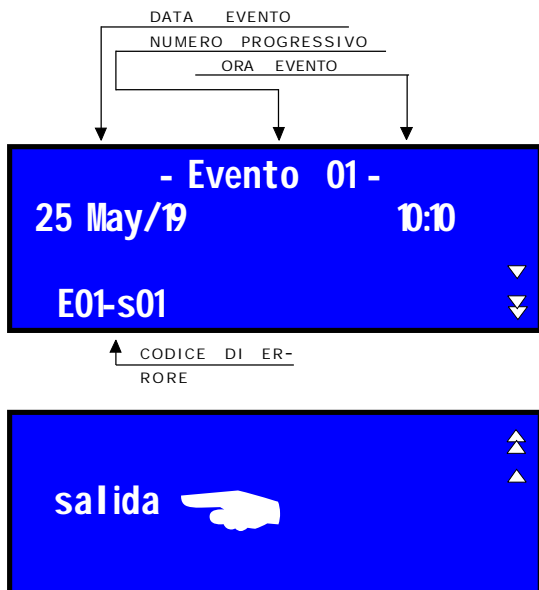 DATA EVENTO
NUMERO PROGRESSIVO
ORA EVENTO
- Evento 01 -
25 May/19 10:10
E01-s01
CODICE DI ER-
RORE
salida